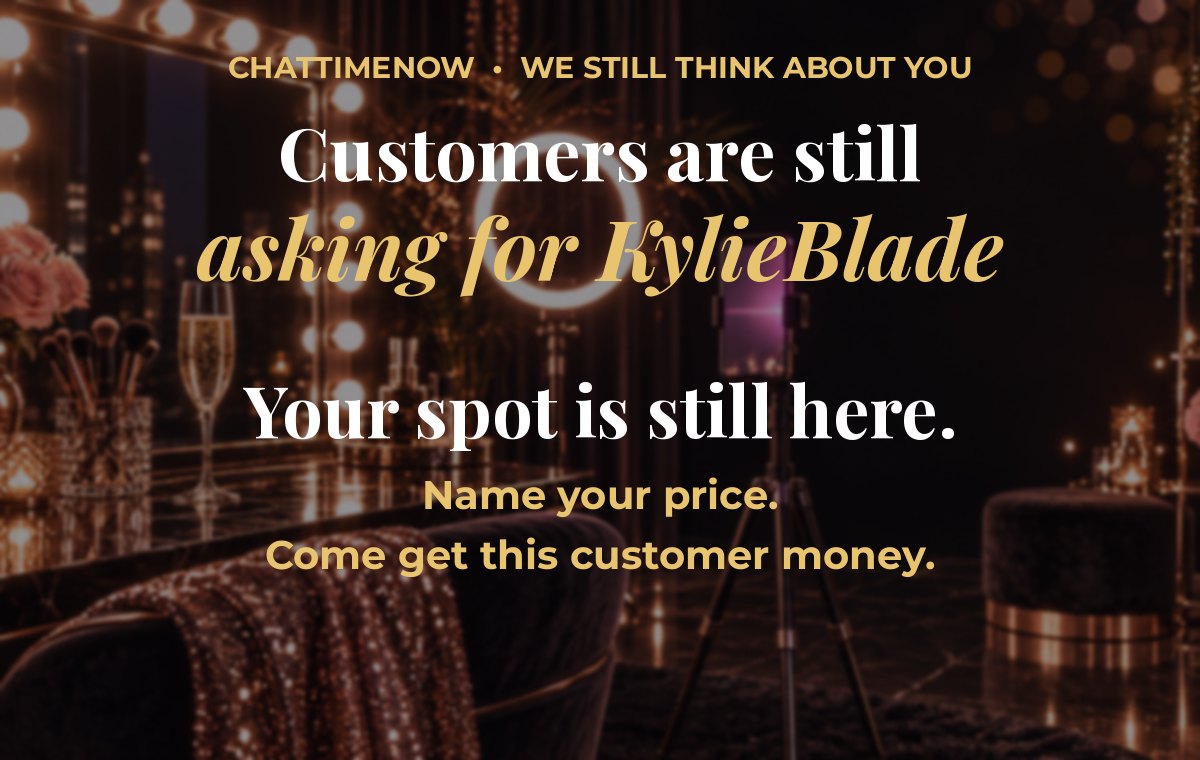 CHATTIMENOW • WE STILL THINK ABOUT YOU
Customers are still
asking for KylieBlade
Your spot is still here.
Name your price.
Come get this customer money.